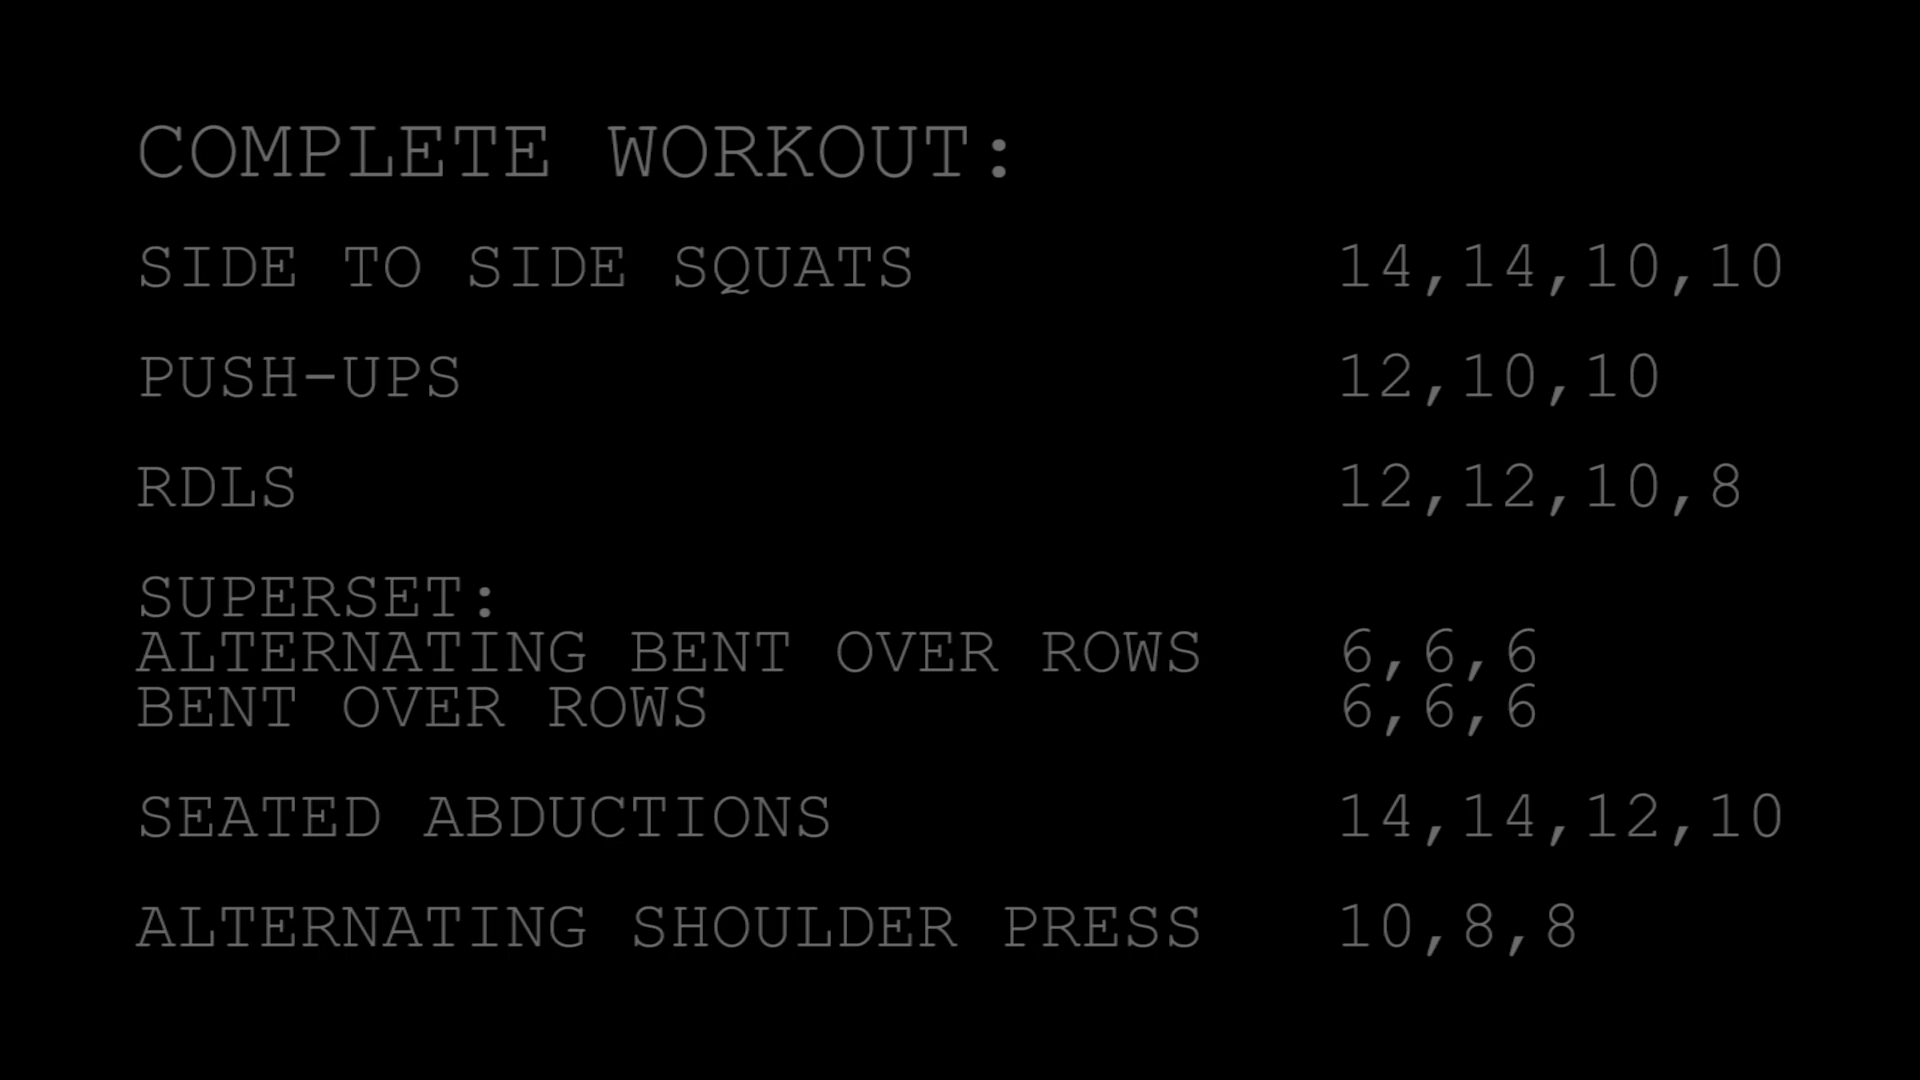 COMPLETE WORKOUT:
SIDE TO SIDE SQUATS 14,14,10,10
PUSH-UPS 12,10,10
RDLS 12,12,10,8
SUPERSET:
ALTERNATING BENT OVER ROWS 6,6,6
BENT OVER ROWS 6,6,6
SEATED ABDUCTIONS 14,14,12,10
ALTERNATING SHOULDER PRESS 10,8,8